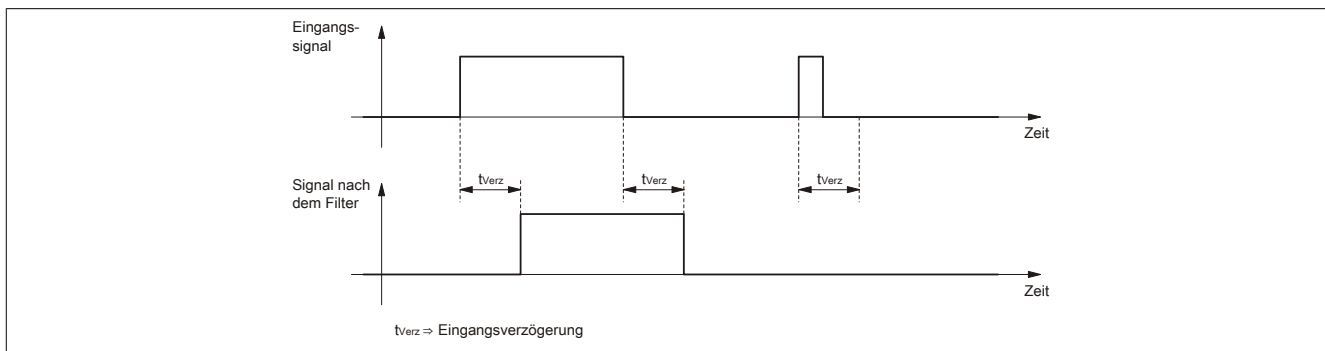 Eingangs-
signal
Zeit
tVerz
tVerz
tVerz
Signal nach
dem Filter
Zeit
tVerz ⇒ Eingangsverzögerung